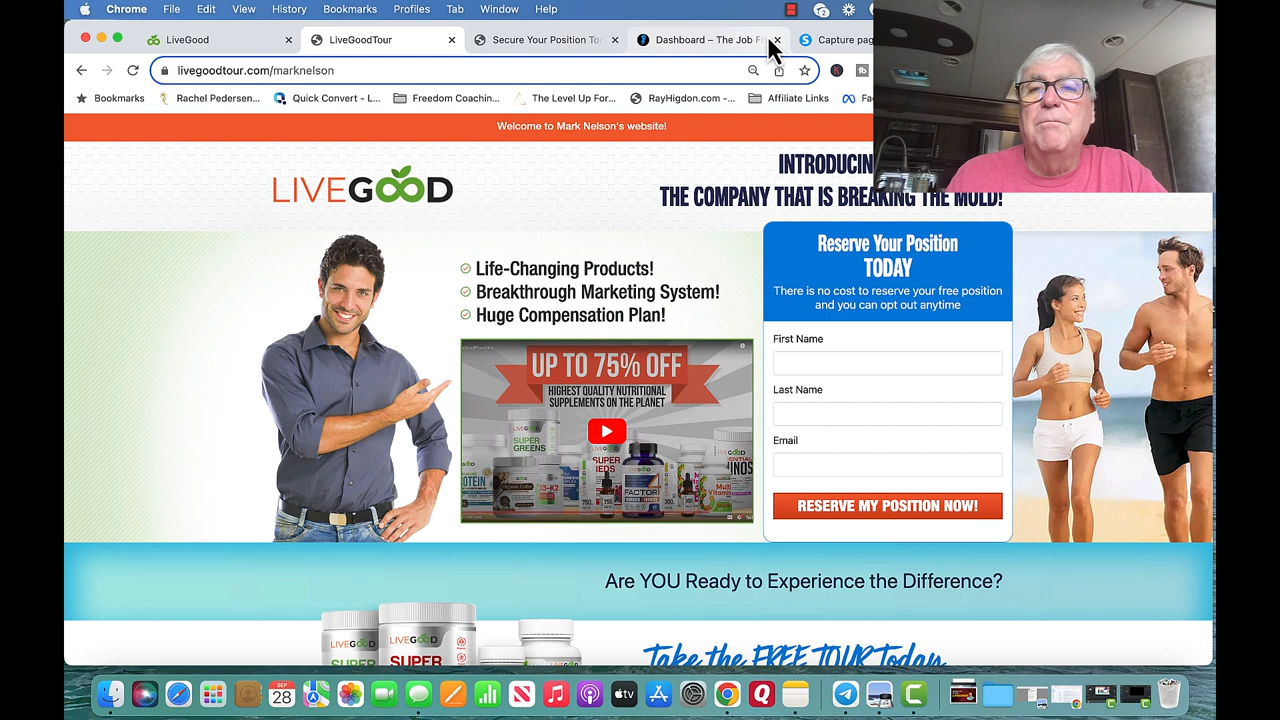 Chrome File Edit View History Bookmarks Profiles Tab Window Help
LiveGood
LiveGoodTour
Secure Your Position To
Dashboard – The Job F
Capture pag
livegoodtour.com/marknelson
Bookmarks
Rachel Pedersen...
Quick Convert - L...
Freedom Coachin...
The Level Up For...
RayHigdon.com -...
Affiliate Links
Welcome to Mark Nelson's website!
LIVEGOOD
THE COMPANY THAT IS BREAKING THE MOLD!
Life-Changing Products!
Breakthrough Marketing System!
Huge Compensation Plan!
UP TO 75% OFF
HIGHEST QUALITY NUTRITIONAL
SUPPLEMENTS ON THE PLANET
SUPER
GREENS
FACTOR
Reserve Your Position
TODAY
There is no cost to reserve your free position
and you can opt out anytime
First Name
Last Name
Email
RESERVE MY POSITION NOW!
Are YOU Ready to Experience the Difference?
LIVEGOOD
LIVEGOOD
SUPER
SUPER
Take the FREE TOUR Today
SEP
28